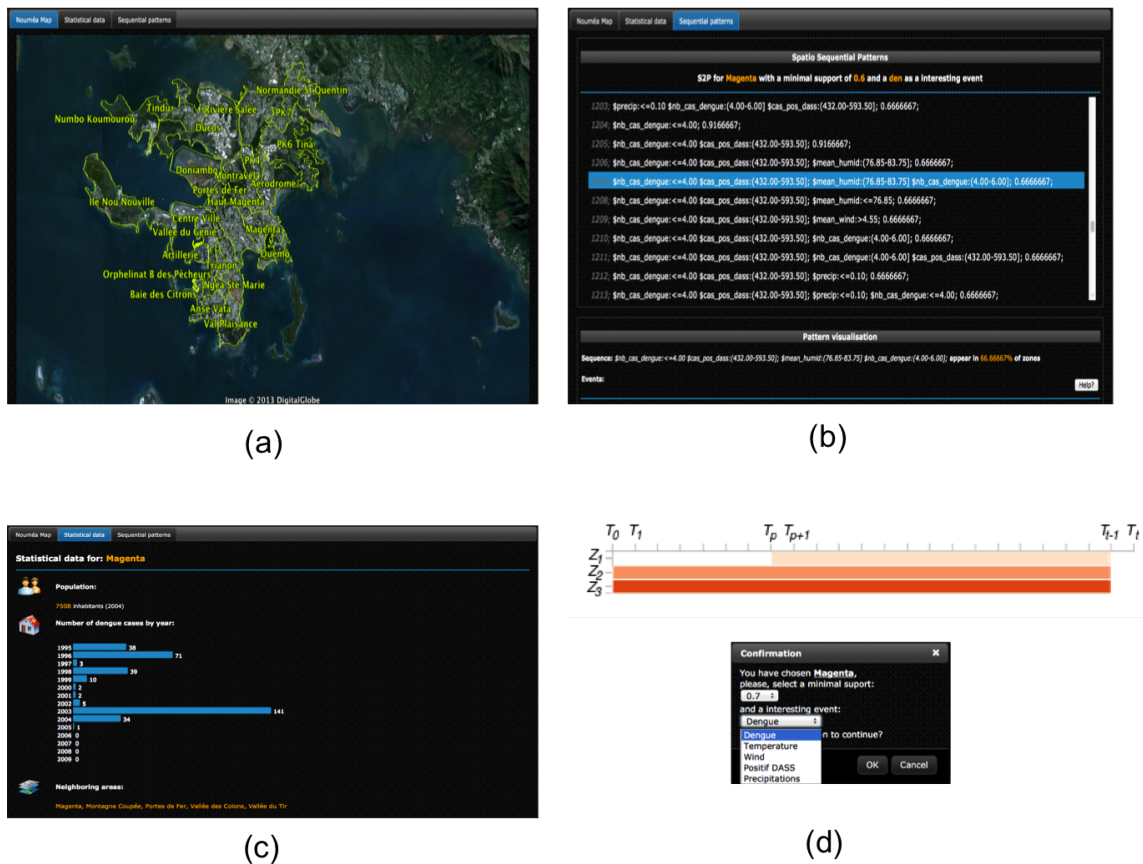 Nouméa Map Statistical data Sequential patterns
Normandie St Quentin
Tindu
Rivière Salée
PK7
Numbo Koumourou
Ducos
PK6 Tina
PK4
Doniambo
Montravel
Aerodrome
Portes de Fer
Ile Nou Nouville
Haut Magenta
Centre Ville
Magenta
Vallée du Génie
Artillerie
Ouemo
Trianon
Orphelinat B des Pêcheurs
Ngea Ste Marie
Baie des Citrons
Anse Vata
Val Plaisance
Image © 2013 DigitalGlobe
(a)
Nouméa Map Statistical data Sequential patterns
Spatio Sequential Patterns
S2P for Magenta with a minimal support of 0.6 and a den as a interesting event
1203; $precip:<=0.10 $nb_cas_dengue:(4.00-6.00] $cas_pos_dass:(432.00-593.50]; 0.6666667;
1204; $nb_cas_dengue:<=4.00; 0.9166667;
1205; $nb_cas_dengue:<=4.00 $cas_pos_dass:(432.00-593.50]; 0.9166667;
1206; $nb_cas_dengue:<=4.00 $cas_pos_dass:(432.00-593.50]; $mean_humid:(76.85-83.75]; 0.6666667;
$nb_cas_dengue:<=4.00 $cas_pos_dass:(432.00-593.50]; $mean_humid:(76.85-83.75] $nb_cas_dengue:(4.00-6.00]; 0.6666667;
1208; $nb_cas_dengue:<=4.00 $cas_pos_dass:(432.00-593.50]; $mean_humid:<=76.85; 0.6666667;
1209; $nb_cas_dengue:<=4.00 $cas_pos_dass:(432.00-593.50]; $mean_wind:>4.55; 0.6666667;
1210; $nb_cas_dengue:<=4.00 $cas_pos_dass:(432.00-593.50]; $nb_cas_dengue:(4.00-6.00]; 0.6666667;
1211; $nb_cas_dengue:<=4.00 $cas_pos_dass:(432.00-593.50]; $nb_cas_dengue:(4.00-6.00] $cas_pos_dass:(432.00-593.50]; 0.6666667;
1212; $nb_cas_dengue:<=4.00 $cas_pos_dass:(432.00-593.50]; $precip:<=0.10; 0.6666667;
1213; $nb_cas_dengue:<=4.00 $cas_pos_dass:(432.00-593.50]; $precip:<=0.10; $nb_cas_dengue:<=4.00; 0.6666667;
Pattern visualisation
Sequence: $nb_cas_dengue:<=4.00 $cas_pos_dass:(432.00-593.50]; $mean_humid:(76.85-83.75] $nb_cas_dengue:(4.00-6.00]; appear in 66.66667% of zones
Events:
Help?
(b)
Nouméa Map Statistical data Sequential patterns
Statistical data for: Magenta
Population:
7508 inhabitants (2004)
Number of dengue cases by year:
1995 38
1996 71
1997 3
1998 39
1999 10
2000 2
2001 2
2002 5
2003 141
2004 34
2005 1
2006 0
2007 0
2008 0
2009 0
Neighboring areas:
Magenta, Montagne Coupée, Portes de Fer, Vallée des Colons, Vallée du Tir
(c)
T0 T1 Tp Tp+1 Tt-1 Tt
Z1
Z2
Z3
Confirmation ×
You have chosen Magenta,
please, select a minimal suport:
0.7
and a interesting event:
Dengue
Dengue n to continue?
Temperature
Wind
Positif DASS
Precipitations
OK Cancel
(d)